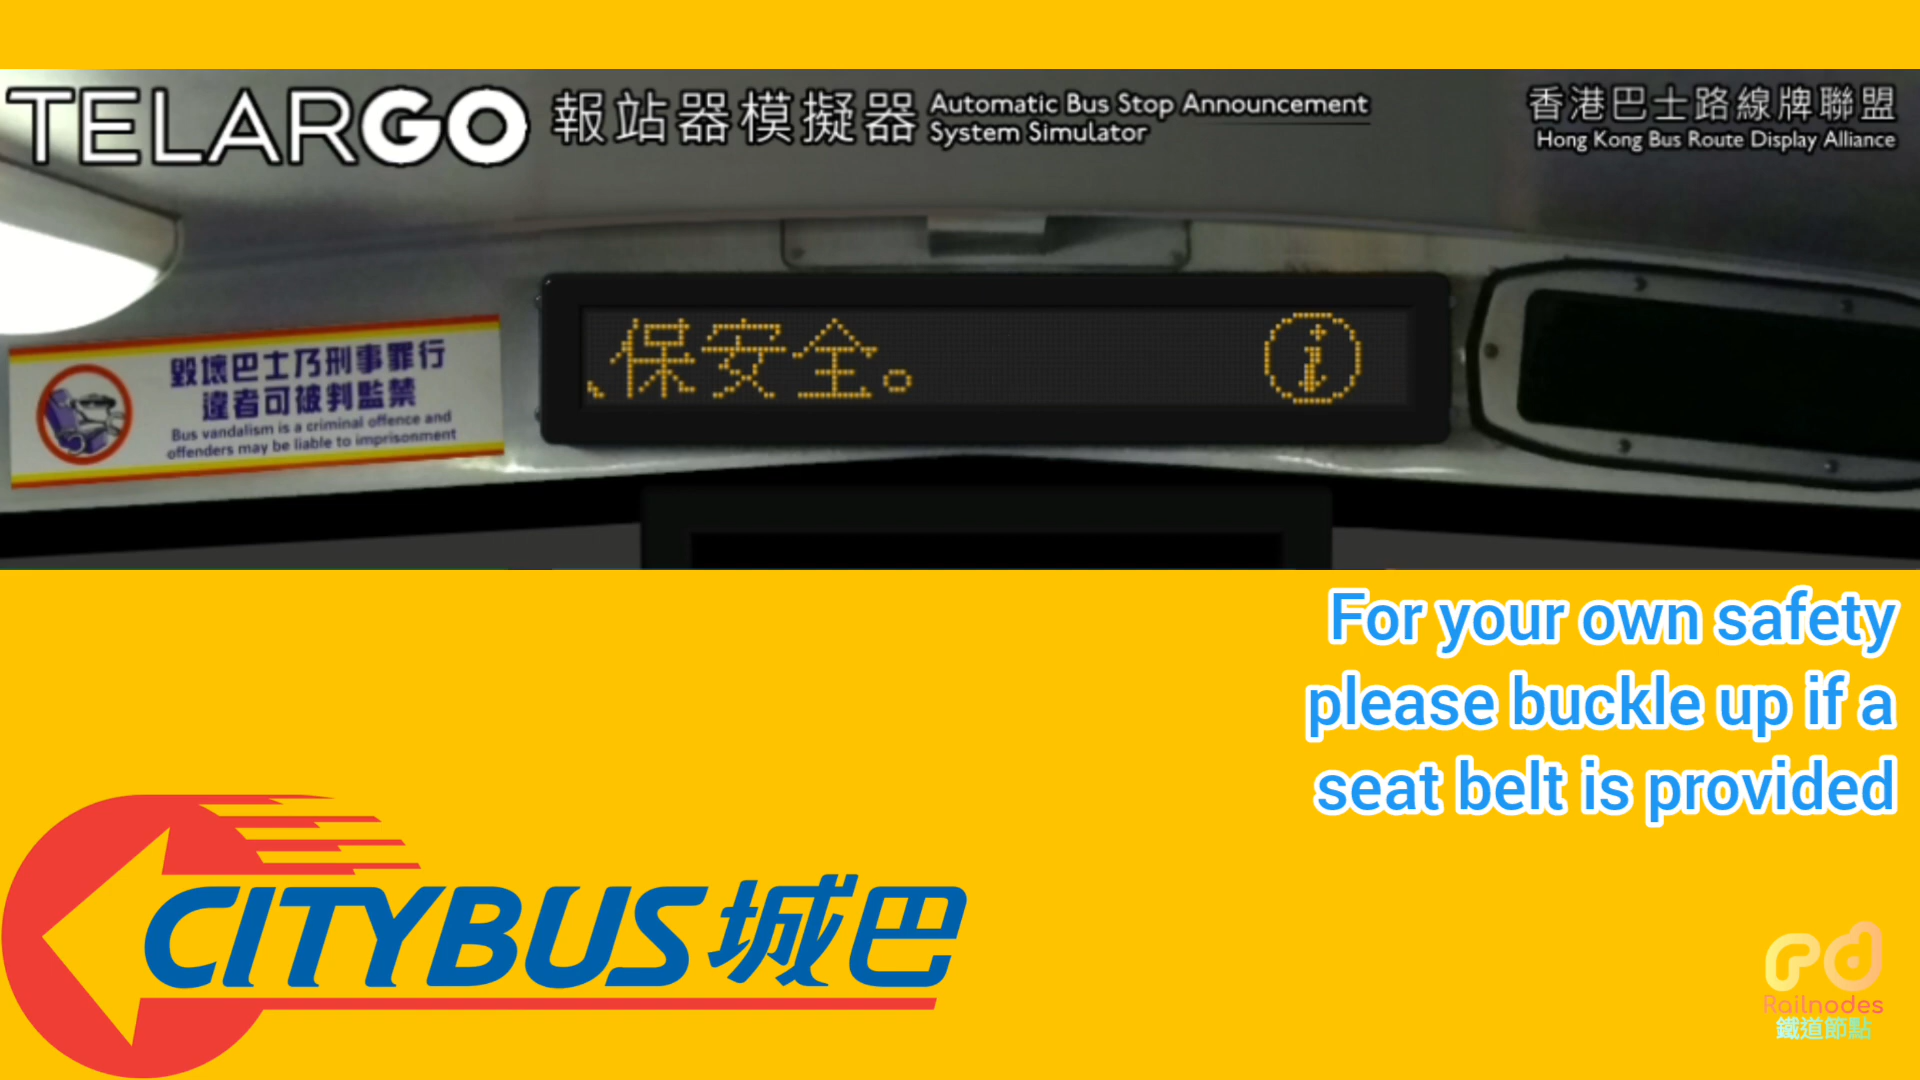 TELARGO 報站器模擬器 Automatic Bus Stop Announcement
System Simulator
香港巴士路線牌聯盟
Hong Kong Bus Route Display Alliance
毀壞巴士乃刑事罪行
違者可被判監禁
Bus vandalism is a criminal offence and
offenders may be liable to imprisonment
保安全。 i
For your own safety
please buckle up if a
seat belt is provided
CITYBUS城巴
rd
Railnodes
鐵道節點